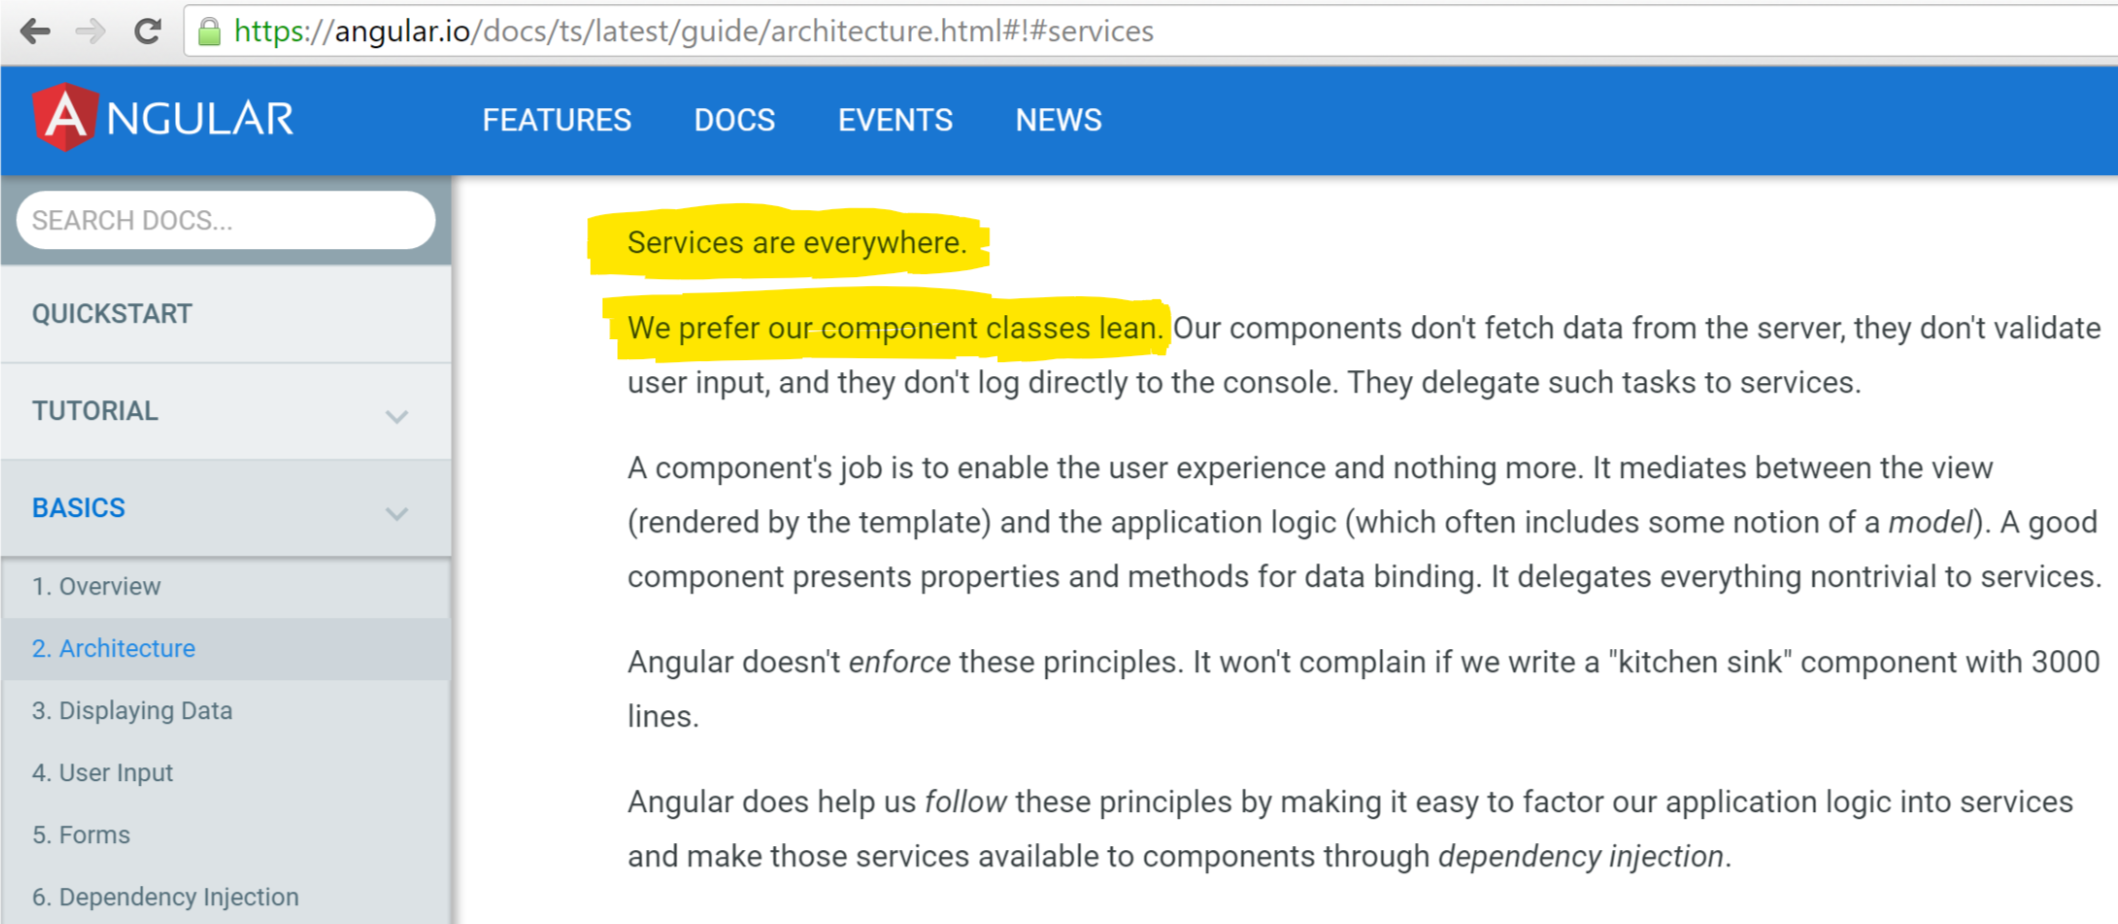 https://angular.io/docs/ts/latest/guide/architecture.html#!#services
ANGULAR
FEATURES DOCS EVENTS NEWS
SEARCH DOCS...
QUICKSTART
TUTORIAL
BASICS
1. Overview
2. Architecture
3. Displaying Data
4. User Input
5. Forms
6. Dependency Injection
Services are everywhere.
We prefer our component classes lean. Our components don't fetch data from the server, they don't validate
user input, and they don't log directly to the console. They delegate such tasks to services.
A component's job is to enable the user experience and nothing more. It mediates between the view
(rendered by the template) and the application logic (which often includes some notion of a model). A good
component presents properties and methods for data binding. It delegates everything nontrivial to services.
Angular doesn't enforce these principles. It won't complain if we write a "kitchen sink" component with 3000
lines.
Angular does help us follow these principles by making it easy to factor our application logic into services
and make those services available to components through dependency injection.